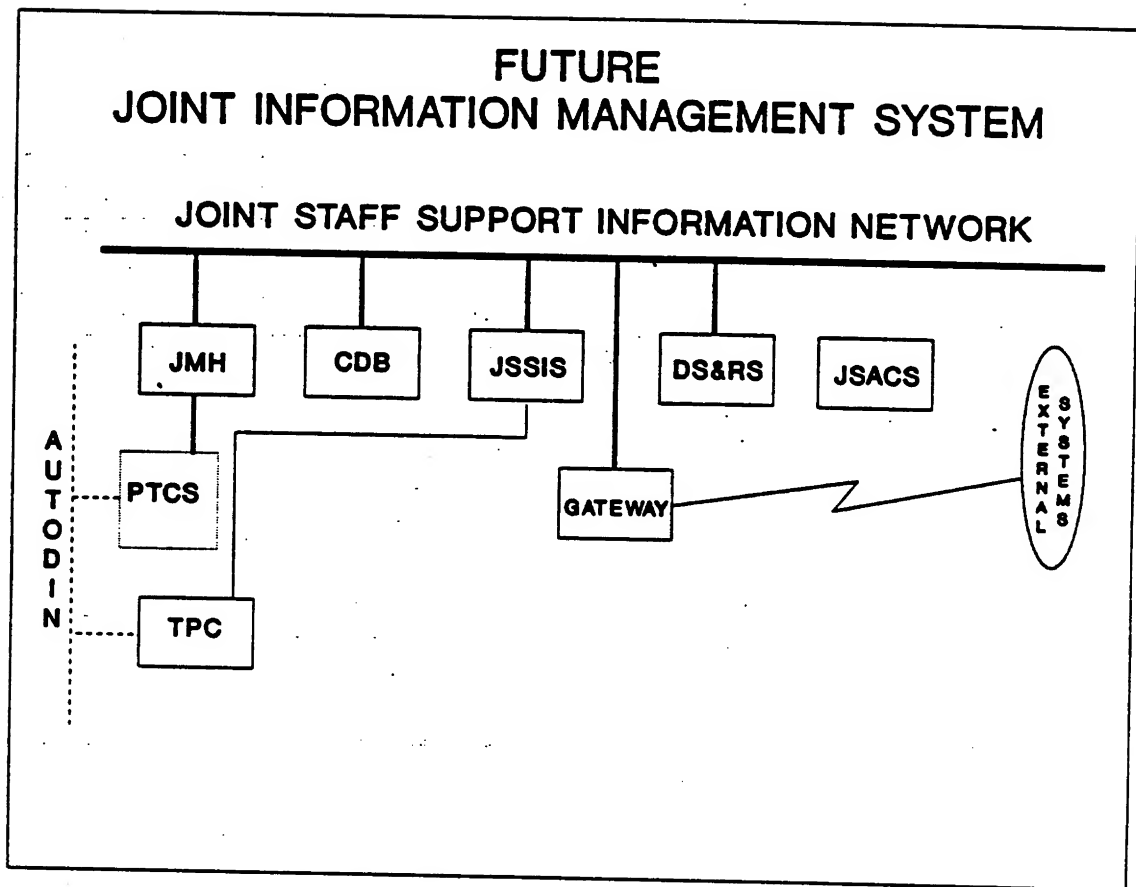 FUTURE
JOINT INFORMATION MANAGEMENT SYSTEM
JOINT STAFF SUPPORT INFORMATION NETWORK
JMH
CDB
JSSIS
DS&RS
JSACS
EXTERNAL
SYSTEMS
AUTODIN
PTCS
GATEWAY
TPC